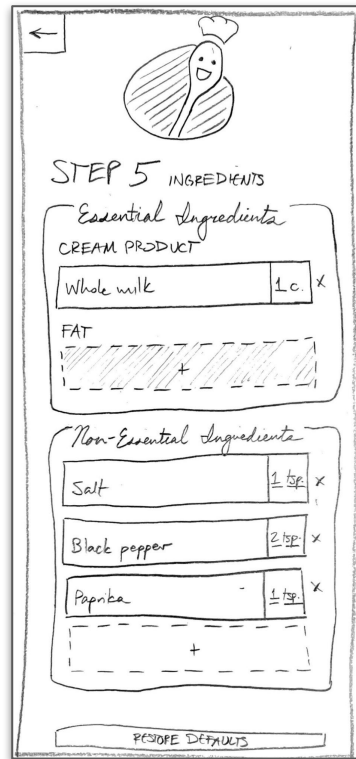 STEP 5 INGREDIENTS
Essential Ingredients
CREAM PRODUCT
Whole milk 1 c. x
FAT
+
Non-Essential Ingredients
Salt 1 tsp. x
Black pepper 2 tsp. x
Paprika 1 tsp. x
+
RESTORE DEFAULTS